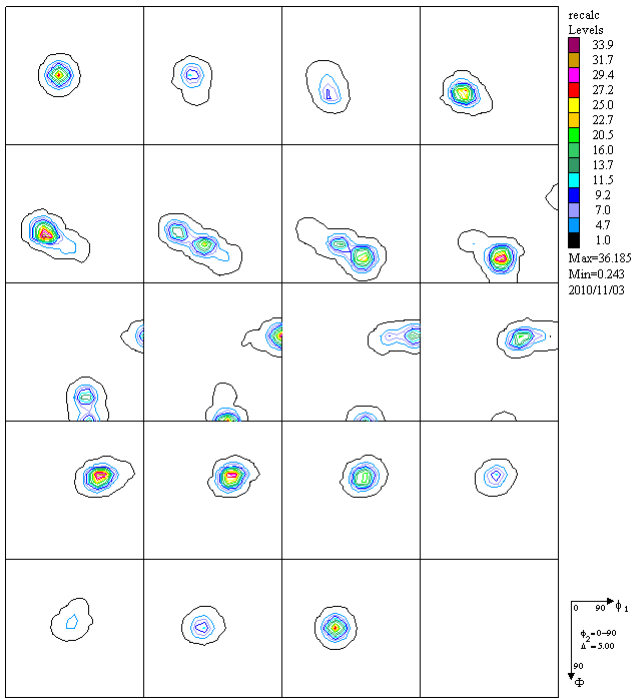 recalc
Levels
33.9
31.7
29.4
27.2
25.0
22.7
20.5
16.0
13.7
11.5
9.2
7.0
4.7
1.0
Max=36.185
Min=0.243
2010/11/03
0 90 ϕ1
ϕ2=0-90
Δ =5.00
90
Φ